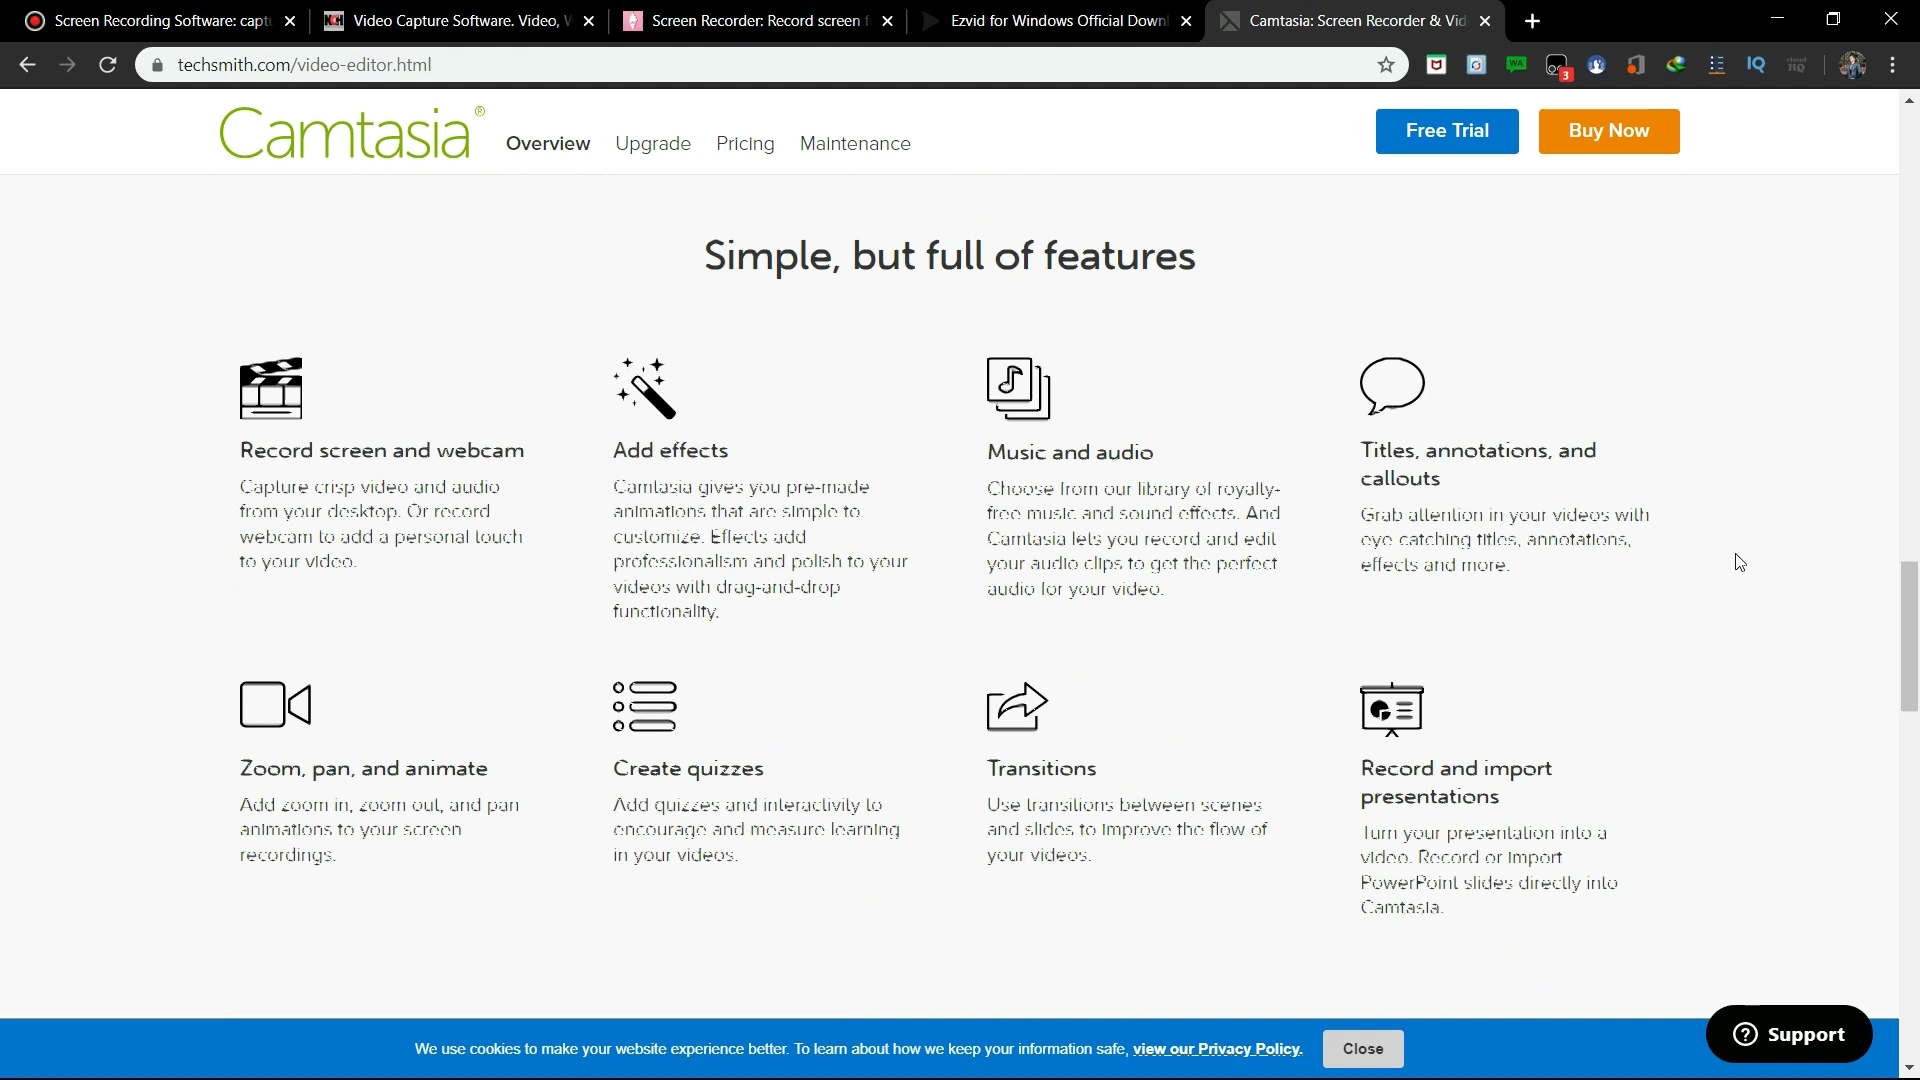 Screen Recording Software: capt
Video Capture Software. Video, W
Screen Recorder: Record screen f
Ezvid for Windows Official Downl
Camtasia: Screen Recorder & Vid
techsmith.com/video-editor.html
WA
3
IQ
cloud
HQ
Camtasia®
Overview
Upgrade
Pricing
Maintenance
Free Trial
Buy Now
Simple, but full of features
Record screen and webcam
Capture crisp video and audio
from your desktop. Or record
webcam to add a personal touch
to your video.
Add effects
Camtasia gives you pre-made
animations that are simple to
customize. Effects add
professionalism and polish to your
videos with drag-and-drop
functionality.
Music and audio
Choose from our library of royalty-
free music and sound effects. And
Camtasia lets you record and edit
your audio clips to get the perfect
audio for your video.
Titles, annotations, and
callouts
Grab attention in your videos with
eye catching titles, annotations,
effects and more.
Zoom, pan, and animate
Add zoom in, zoom out, and pan
animations to your screen
recordings.
Create quizzes
Add quizzes and interactivity to
encourage and measure learning
in your videos.
Transitions
Use transitions between scenes
and slides to improve the flow of
your videos.
Record and import
presentations
Turn your presentation into a
video. Record or import
PowerPoint slides directly into
Camtasia.
We use cookies to make your website experience better. To learn about how we keep your information safe, view our Privacy Policy.
Close
Support